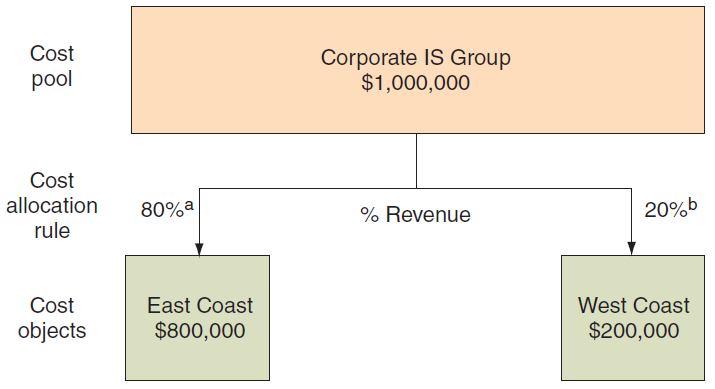 Cost
pool
Corporate IS Group
$1,000,000
Cost
allocation
rule
80%a
% Revenue
20%b
Cost
objects
East Coast
$800,000
West Coast
$200,000